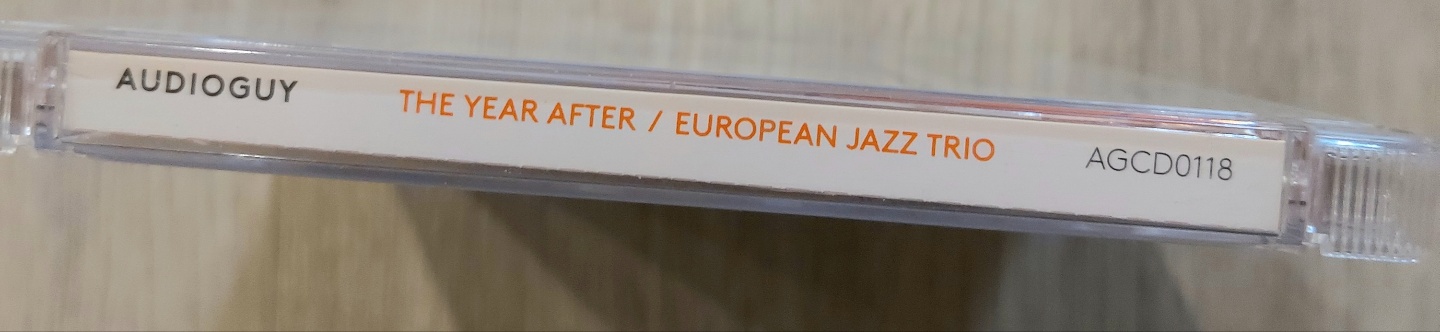 AUDIOGUY THE YEAR AFTER / EUROPEAN JAZZ TRIO AGCD0118